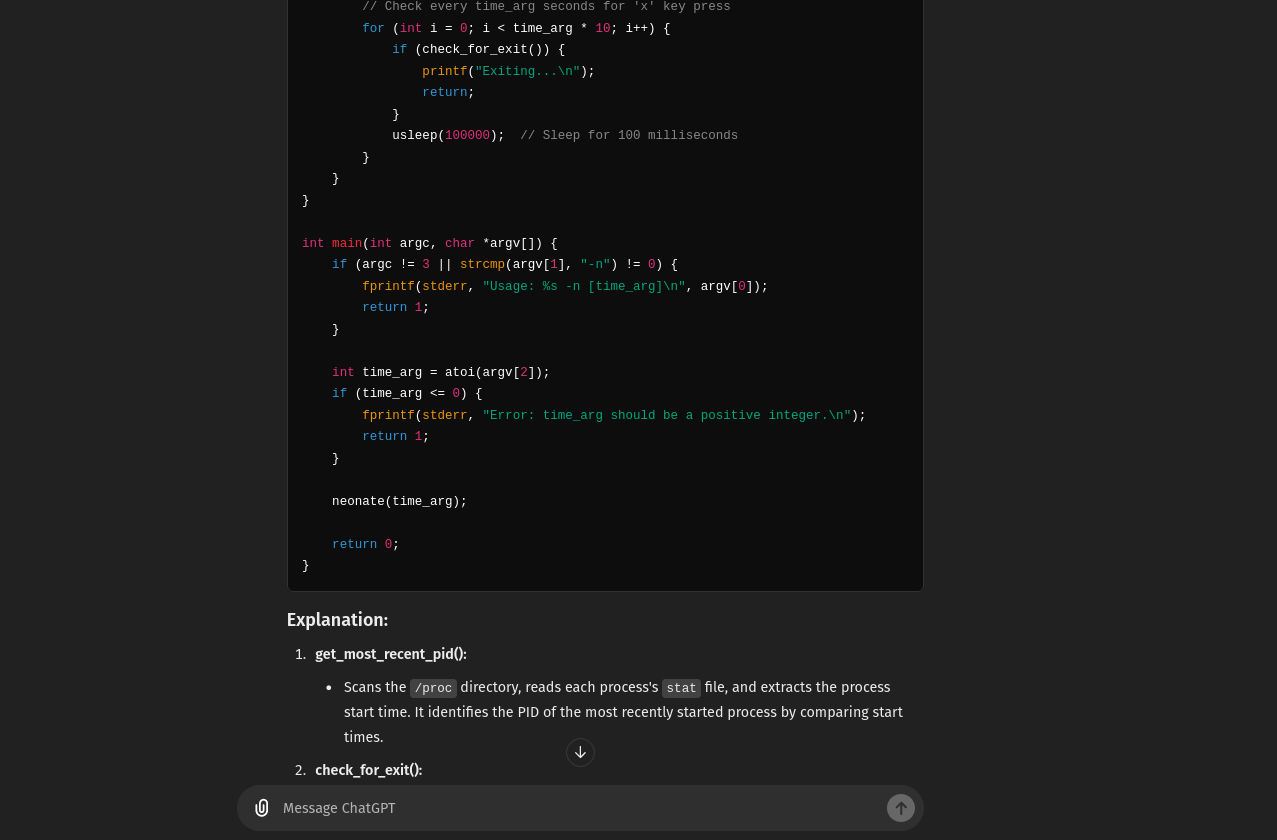 // Check every time_arg seconds for 'x' key press
for (int i = 0; i < time_arg * 10; i++) {
if (check_for_exit()) {
printf("Exiting...\n");
return;
}
usleep(100000);  // Sleep for 100 milliseconds
}
}
}
int main(int argc, char *argv[]) {
if (argc != 3 || strcmp(argv[1], "-n") != 0) {
fprintf(stderr, "Usage: %s -n [time_arg]\n", argv[0]);
return 1;
}
int time_arg = atoi(argv[2]);
if (time_arg <= 0) {
fprintf(stderr, "Error: time_arg should be a positive integer.\n");
return 1;
}
neonate(time_arg);
return 0;
}
Explanation:
1. get_most_recent_pid():
• Scans the /proc directory, reads each process's stat file, and extracts the process
start time. It identifies the PID of the most recently started process by comparing start
times.
2. check_for_exit():
Message ChatGPT